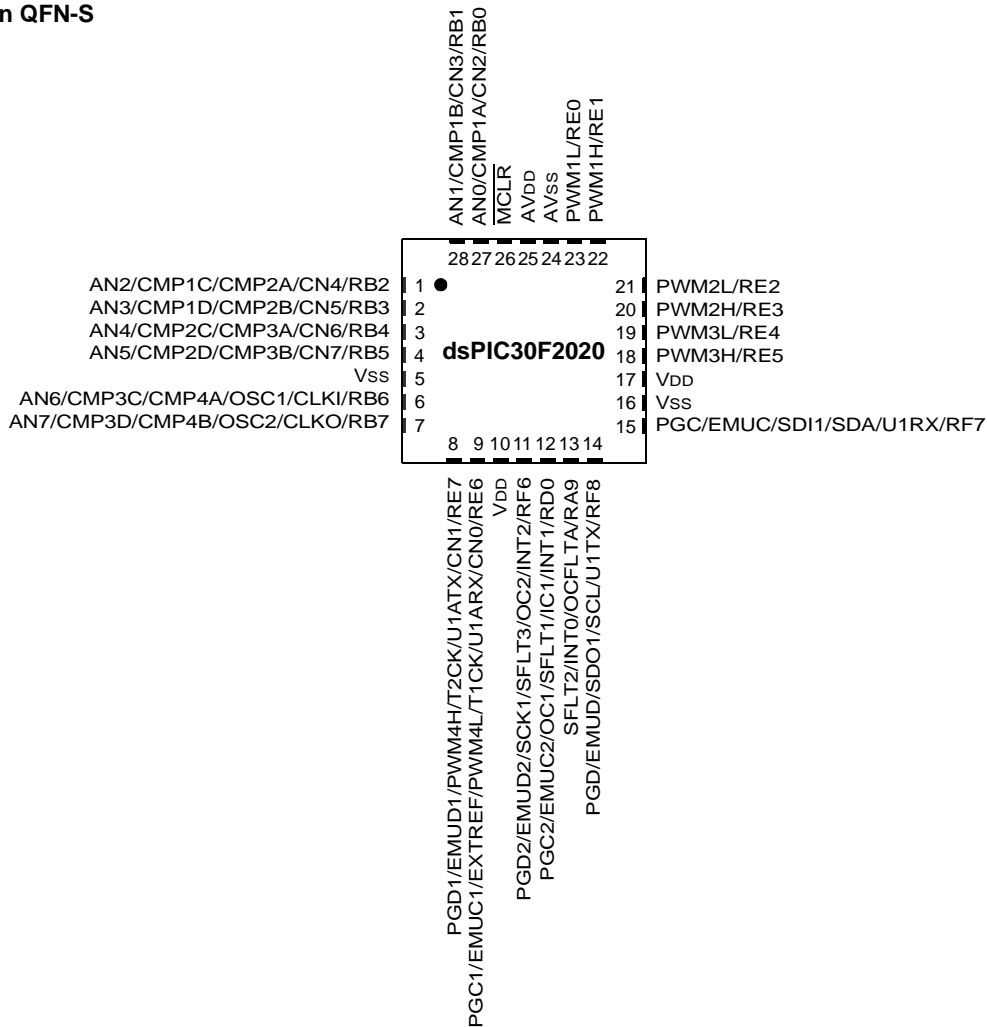 n QFN-S
AN1/CMP1B/CN3/RB1
AN0/CMP1A/CN2/RB0
MCLR
AVDD
AVSS
PWM1L/RE0
PWM1H/RE1
28 27 26 25 24 23 22
AN2/CMP1C/CMP2A/CN4/RB2 1
AN3/CMP1D/CMP2B/CN5/RB3 2
AN4/CMP2C/CMP3A/CN6/RB4 3
AN5/CMP2D/CMP3B/CN7/RB5 4
VSS 5
AN6/CMP3C/CMP4A/OSC1/CLKI/RB6 6
AN7/CMP3D/CMP4B/OSC2/CLKO/RB7 7
dsPIC30F2020
21 PWM2L/RE2
20 PWM2H/RE3
19 PWM3L/RE4
18 PWM3H/RE5
17 VDD
16 VSS
15 PGC/EMUC/SDI1/SDA/U1RX/RF7
8 9 10 11 12 13 14
PGD1/EMUD1/PWM4H/T2CK/U1ATX/CN1/RE7
PGC1/EMUC1/EXTREF/PWM4L/T1CK/U1ARX/CN0/RE6
VDD
PGD2/EMUD2/SCK1/SFLT3/OC2/INT2/RF6
PGC2/EMUC2/OC1/SFLT1/IC1/INT1/RD0
SFLT2/INT0/OCFLTA/RA9
PGD/EMUD/SDO1/SCL/U1TX/RF8